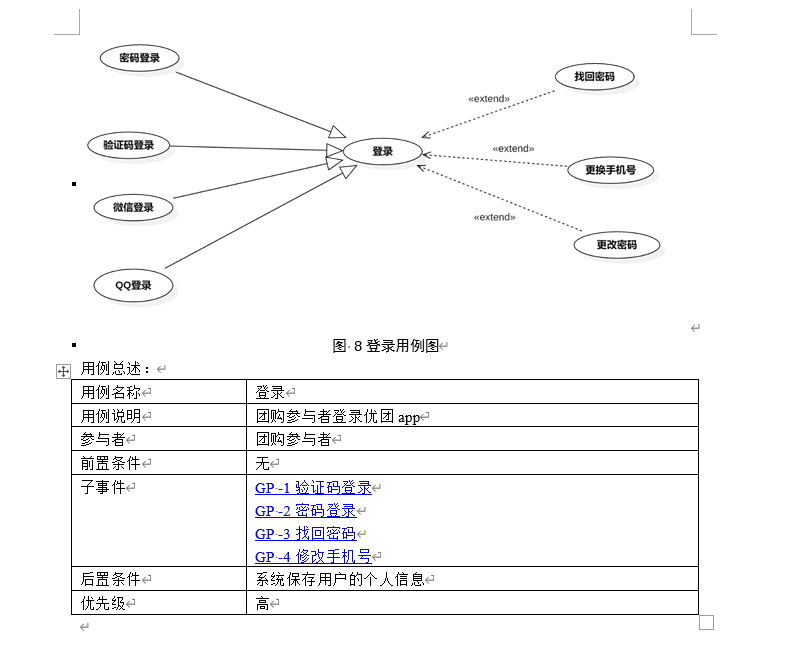 密码登录
找回密码
«extend»
验证码登录
登录
«extend»
更换手机号
微信登录
«extend»
更改密码
QQ登录
图· 8 登录用例图
用例总述：
用例名称 登录
用例说明 团购参与者登录优团 app
参与者 团购参与者
前置条件 无
子事件 GP--1 验证码登录
GP--2 密码登录
GP--3 找回密码
GP--4 修改手机号
后置条件 系统保存用户的个人信息
优先级 高